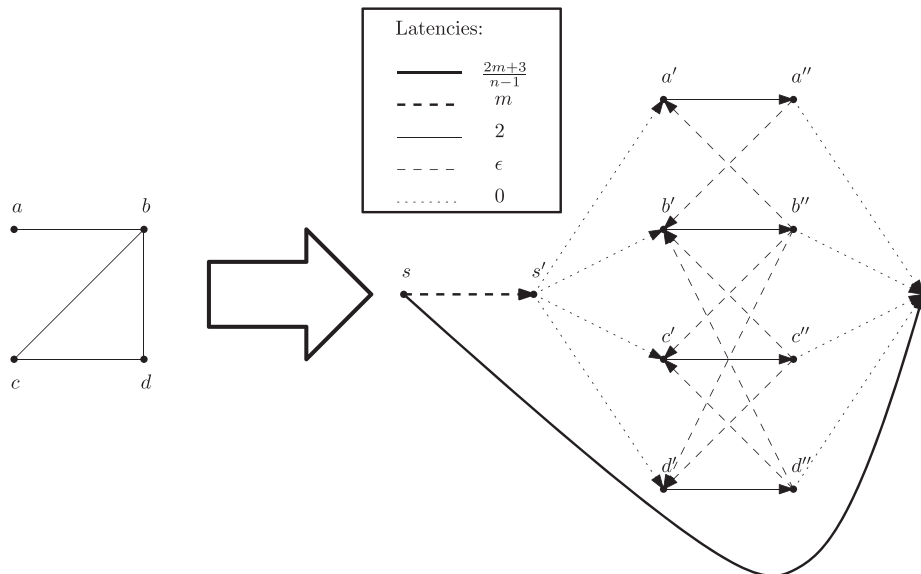 Latencies:
2m+3
n−1
m
2
ϵ
0
a b
c d
s s′
a′ a″
b′ b″
c′ c″
d′ d″